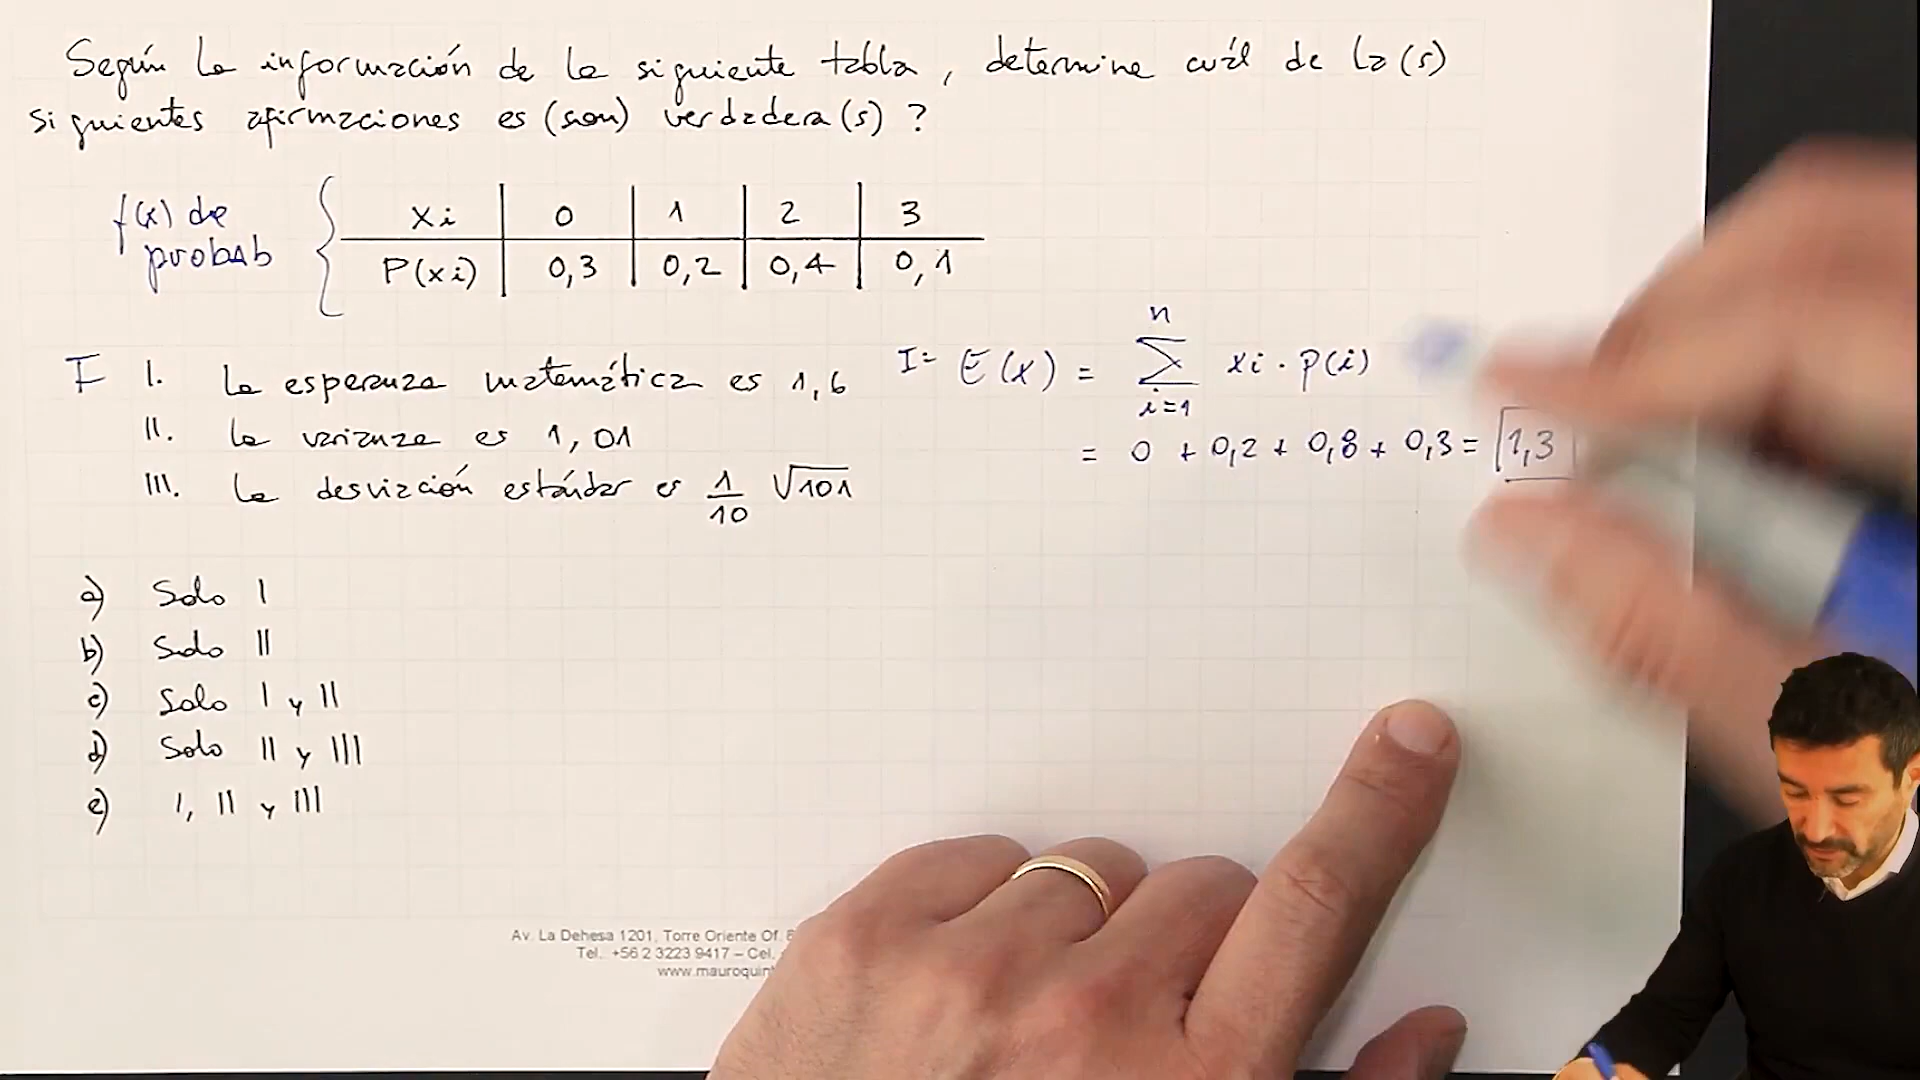 Según la información de la siguiente tabla, determine cuál de la(s)
siguientes afirmaciones es (son) verdadera(s)?
f(x) de probab
xi | 0 | 1 | 2 | 3
P(xi) | 0,3 | 0,2 | 0,4 | 0,1
F I. La esperanza matemática es 1,6
II. La varianza es 1,01
III. La desviación estándar es 1/10 √101
I= E(x) = n ∑ i=1 xi · P(i)
= 0 + 0,2 + 0,8 + 0,3 = 1,3
a) Solo I
b) Solo II
c) Solo I y II
d) Solo II y III
e) I, II y III
Av. La Dehesa 1201, Torre Oriente Of.
Tel. +56 2 3223 9417 – Cel.